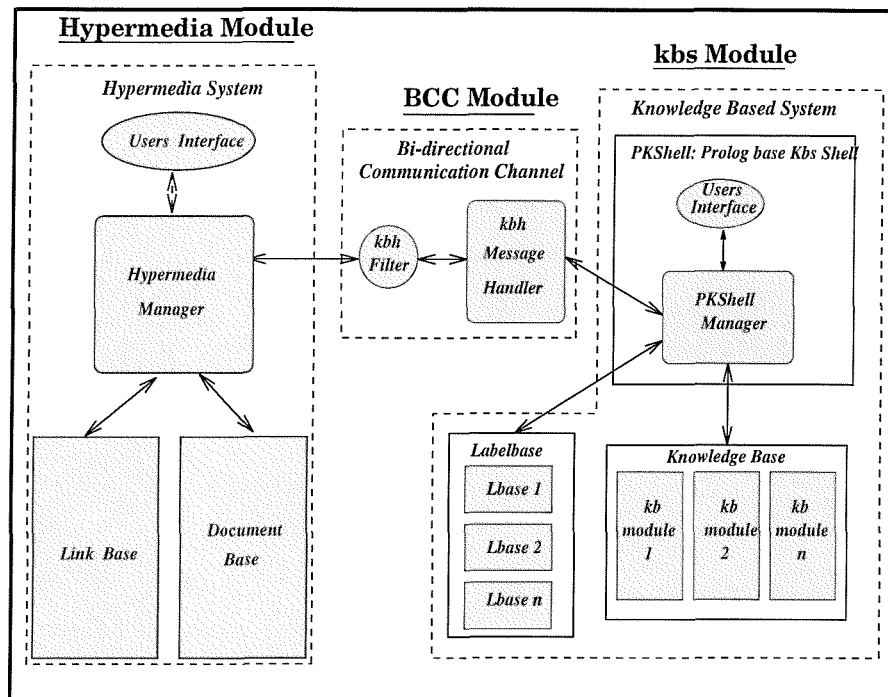 Hypermedia Module
Hypermedia System
Users Interface
Hypermedia
Manager
Link Base
Document
Base
BCC Module
Bi-directional
Communication Channel
kbh
Filter
kbh
Message
Handler
kbs Module
Knowledge Based System
PKShell: Prolog base Kbs Shell
Users
Interface
PKShell
Manager
Labelbase
Lbase 1
Lbase 2
Lbase n
Knowledge Base
kb
module
1
kb
module
2
kb
module
n